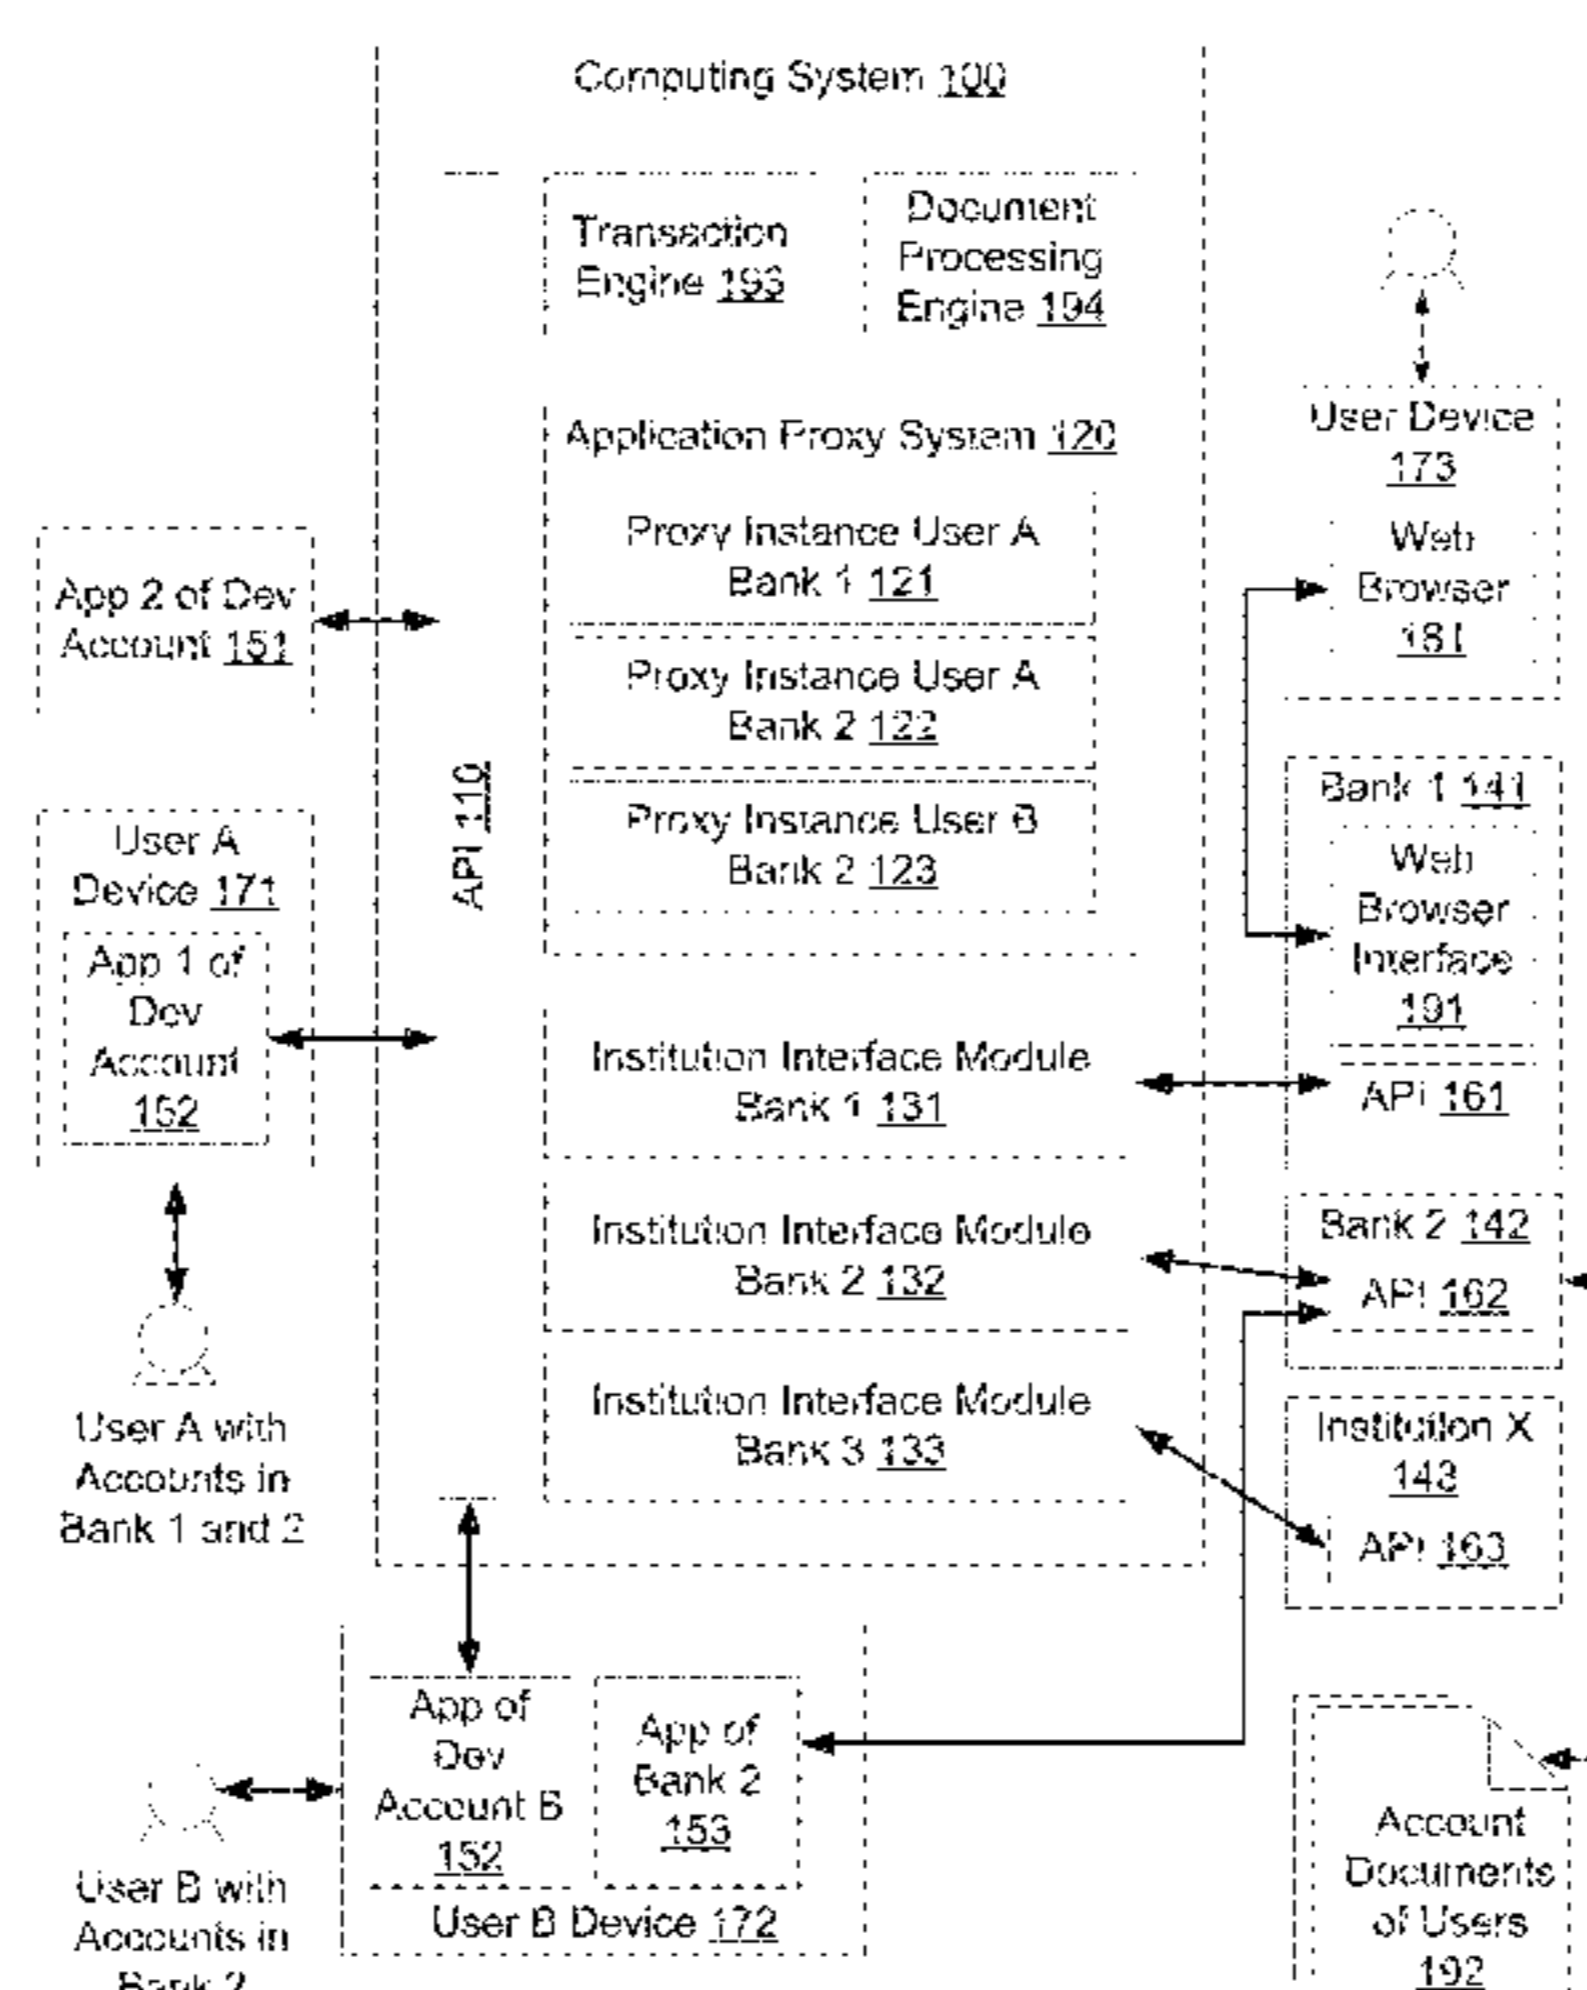 Computing System 100
Transaction
Engine 193
Document
Processing
Engine 194
Application Proxy System 120
Proxy Instance User A
Bank 1 121
Proxy Instance User A
Bank 2 122
Proxy Instance User B
Bank 2 123
API 110
Institution Interface Module
Bank 1 131
Institution Interface Module
Bank 2 132
Institution Interface Module
Bank 3 133
App 2 of Dev
Account 151
User A
Device 171
App 1 of
Dev
Account
152
User A with
Accounts in
Bank 1 and 2
User B with
Accounts in
Bank 2
App of
Dev
Account B
152
App of
Bank 2
153
User B Device 172
User Device
173
Web
Browser
181
Bank 1 141
Web
Browser
Interface
191
API 161
Bank 2 142
API 162
Institution X
143
API 163
Account
Documents
of Users
192